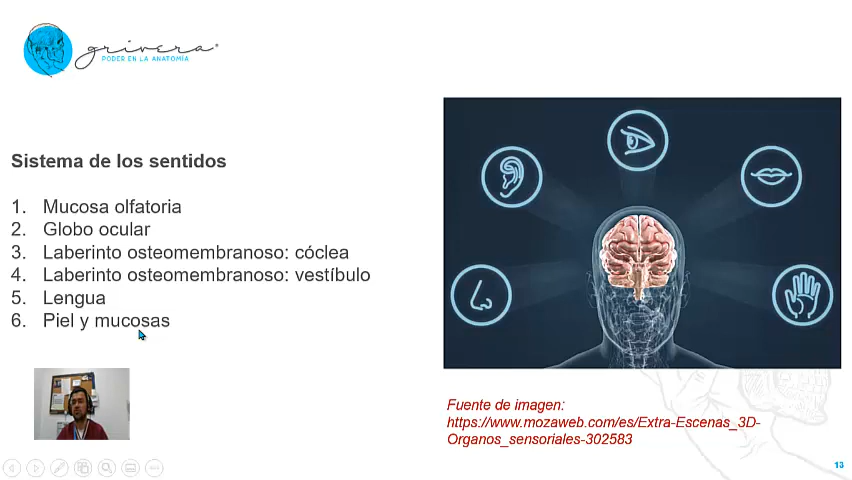 grivera
PODER EN LA ANATOMÍA
Sistema de los sentidos
1. Mucosa olfatoria
2. Globo ocular
3. Laberinto osteomembranoso: cóclea
4. Laberinto osteomembranoso: vestíbulo
5. Lengua
6. Piel y mucosas
Fuente de imagen:
https://www.mozaweb.com/es/Extra-Escenas_3D-
Organos_sensoriales-302583
13